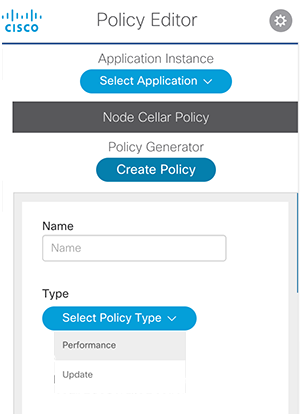 CISCO
Policy Editor
Application Instance
Select Application
Node Cellar Policy
Policy Generator
Create Policy
Name
Name
Type
Select Policy Type
Performance
Update